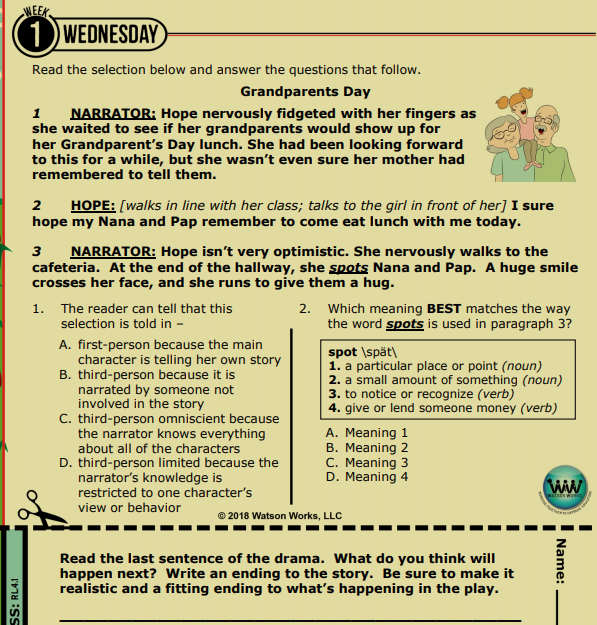 WEEK
1 WEDNESDAY
Read the selection below and answer the questions that follow.
Grandparents Day
1 NARRATOR: Hope nervously fidgeted with her fingers as
she waited to see if her grandparents would show up for
her Grandparent’s Day lunch. She had been looking forward
to this for a while, but she wasn’t even sure her mother had
remembered to tell them.
2 HOPE: [walks in line with her class; talks to the girl in front of her] I sure
hope my Nana and Pap remember to come eat lunch with me today.
3 NARRATOR: Hope isn’t very optimistic. She nervously walks to the
cafeteria. At the end of the hallway, she spots Nana and Pap. A huge smile
crosses her face, and she runs to give them a hug.
1. The reader can tell that this
selection is told in –
A. first-person because the main
character is telling her own story
B. third-person because it is
narrated by someone not
involved in the story
C. third-person omniscient because
the narrator knows everything
about all of the characters
D. third-person limited because the
narrator’s knowledge is
restricted to one character’s
view or behavior
2. Which meaning BEST matches the way
the word spots is used in paragraph 3?
spot \spät\
1. a particular place or point (noun)
2. a small amount of something (noun)
3. to notice or recognize (verb)
4. give or lend someone money (verb)
A. Meaning 1
B. Meaning 2
C. Meaning 3
D. Meaning 4
WATSON WORKS
© 2018 Watson Works, LLC
SS: RL4.1
Read the last sentence of the drama. What do you think will
happen next? Write an ending to the story. Be sure to make it
realistic and a fitting ending to what’s happening in the play.
Name: